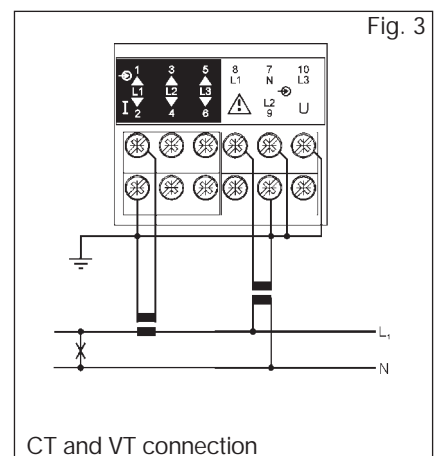 Fig. 3
1 3 5 8 7 10
L1 N L3
L1 L2 L3
L2
I 2 4 6 9 U
L1
N
CT and VT connection